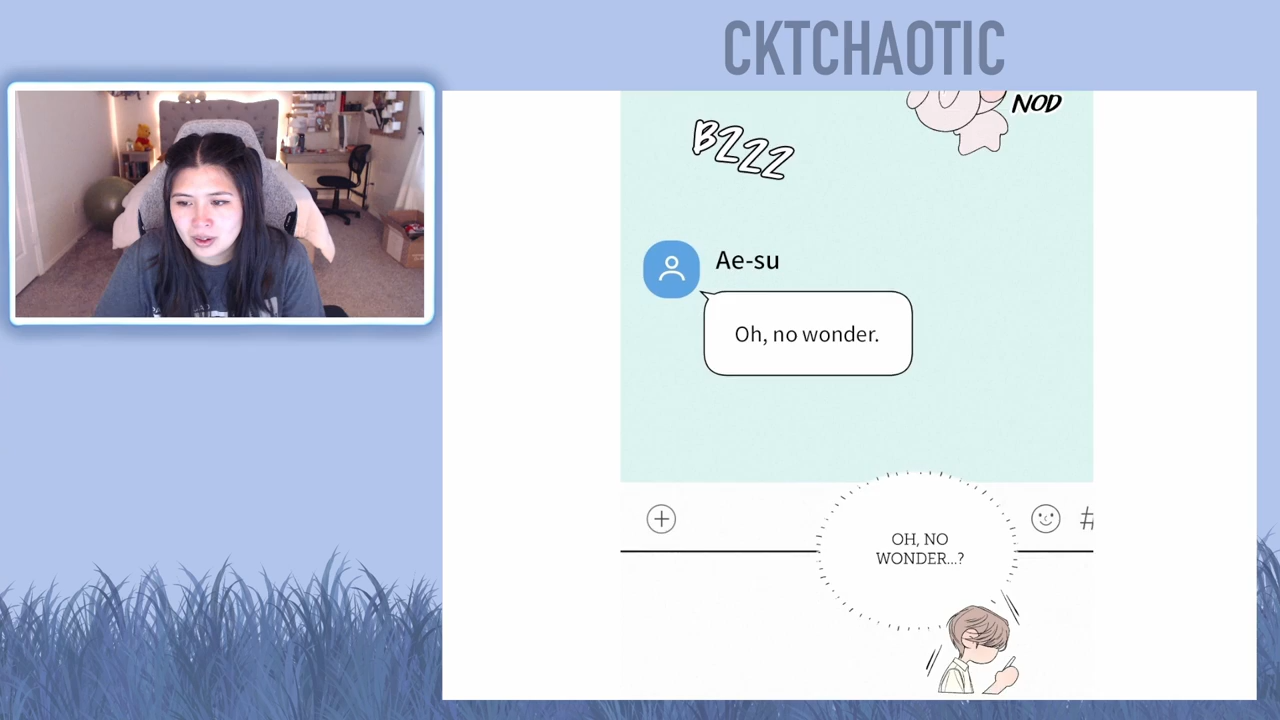 CKTCHAOTIC
NOD
BZZZ
Ae-su
Oh, no wonder.
#
OH, NO
WONDER...?